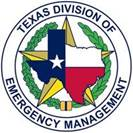 TEXAS DIVISION OF
EMERGENCY MANAGEMENT